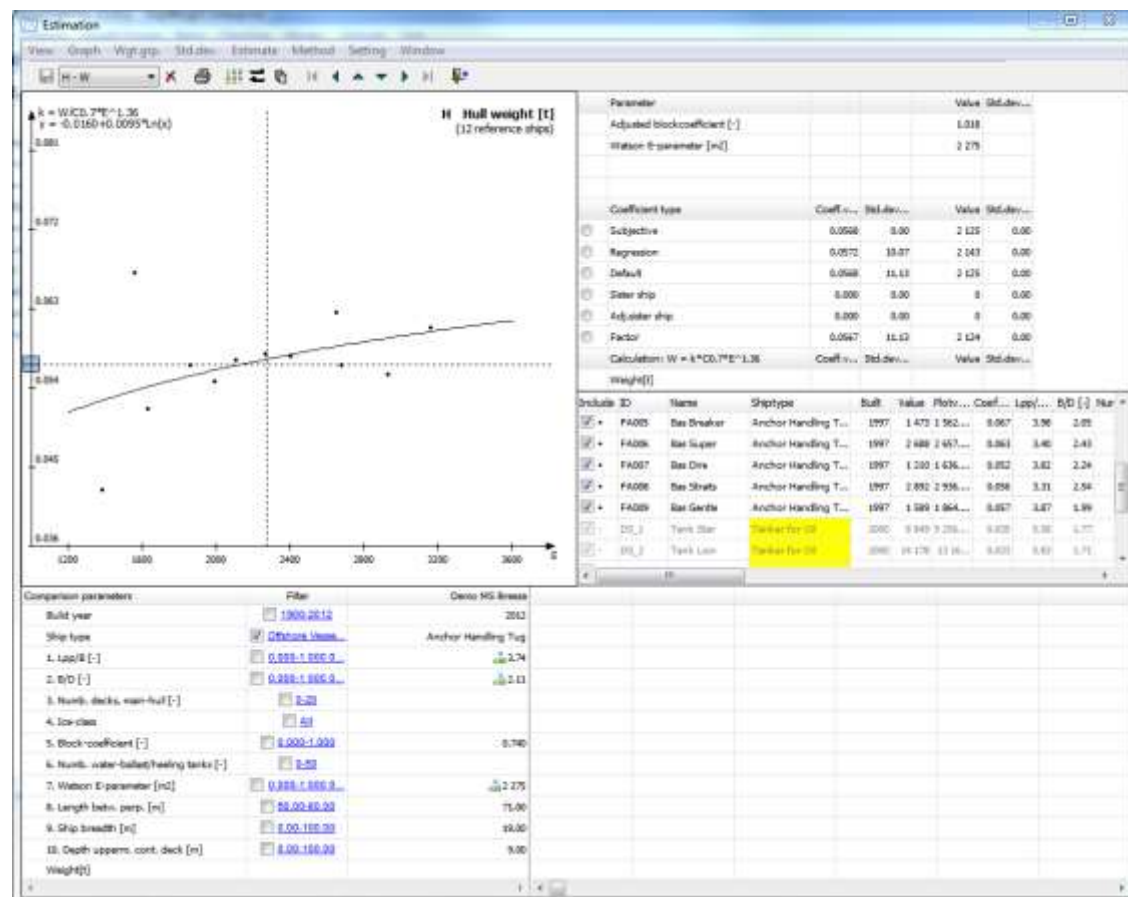 Estimation
View Graph Wgt.grp. Std.dev. Estimate Method Setting Window
H - W
k = W/C0.7*E^1.36
y = -0.0160+0.0095*Ln(x)
H Hull weight [t]
(12 reference ships)
0.081
0.072
0.063
0.054
0.045
0.036
1200 1800 2000 2400 2800 3200 3600 E
Parameter Value Std.dev...
Adjusted blockcoefficient [-] 1.018
Watson E-parameter [m2] 2 275
Coefficient type Coeff.v... Std.dev... Value Std.dev...
Subjective 0.0568 0.00 2 125 0.00
Regression 0.0572 10.07 2 143 0.00
Default 0.0568 11.13 2 125 0.00
Sister ship 0.000 0.00 0 0.00
Adj.sister ship 0.000 0.00 0 0.00
Factor 0.0567 11.13 2 124 0.00
Calculation: W = k*C0.7*E^1.36 Coeff.v... Std.dev... Value Std.dev...
Weight[t]
Include ID Name Shiptype Built Value Plotv... Coef... Lpp/... B/D [-] Nur
FA005 Bas Breaker Anchor Handling T... 1997 1 473 1 562.... 0.067 3.96 2.05
FA006 Bas Super Anchor Handling T... 1997 2 688 2 657.... 0.063 3.40 2.43
FA007 Bas Dire Anchor Handling T... 1997 1 636.... 0.052 3.82 2.24
FA008 Bas Straits Anchor Handling T... 1997 2 892 2 936.... 0.056 3.31 2.54
FA009 Bas Gentle Anchor Handling T... 1997 1 589 1 864.... 0.057 3.87 1.99
Tank Star Tanker for Oil
Tank Lion Tanker for Oil
Comparison parameters Filter Demo MS Breeze
Build year 1900-2012 2012
Ship type Offshore Vesse... Anchor Handling Tug
1. Lpp/B [-] 0.000-1 000.0... 3.74
2. B/D [-] 0.000-1 000.0... 2.11
3. Numb. decks, main-hull [-] 0-20
4. Ice-class All
5. Block-coefficient [-] 0.000-1.000 0.740
6. Numb. water-ballast/heeling tanks [-] 0-50
7. Watson E-parameter [m2] 0.000-1 000.0... 2 275
8. Length betw. perp. [m] 50.00-80.00 71.00
9. Ship breadth [m] 0.00-100.00 19.00
10. Depth upperm. cont. deck [m] 0.00-100.00 9.00
Weight[t]